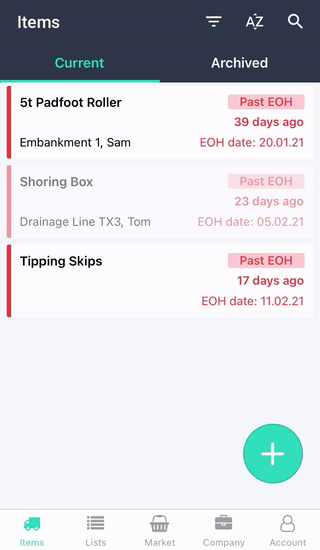 Items
AZ
Current
Archived
5t Padfoot Roller
Past EOH
39 days ago
Embankment 1, Sam
EOH date: 20.01.21
Shoring Box
Past EOH
23 days ago
Drainage Line TX3, Tom
EOH date: 05.02.21
Tipping Skips
Past EOH
17 days ago
EOH date: 11.02.21
Items
Lists
Market
Company
Account